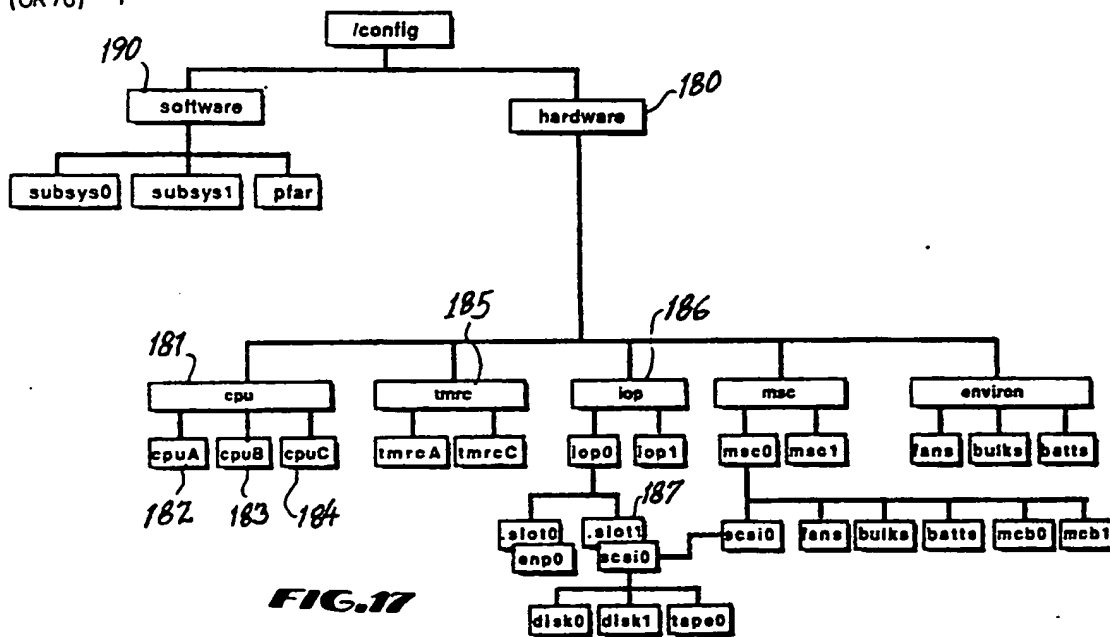 /config
190
software
hardware
180
subsys0 subsys1 pfar
185
186
181
cpu tmrc iop msc environ
cpuA cpuB cpuC tmrcA tmrcC iop0 iop1 msc0 msc1 fans bulks batts
182 183 184
187
.slot0 .slot1 scsi0 fans bulks batts mcb0 mcb1
enp0 scsi0
FIG.17
disk0 disk1 tape0